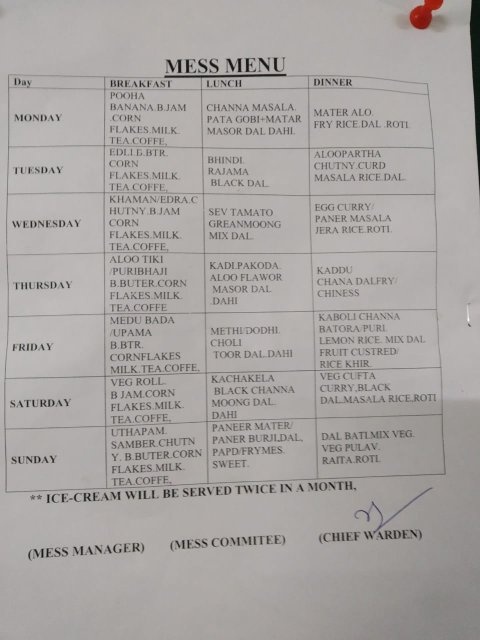 MESS MENU
Day BREAKFAST LUNCH DINNER
MONDAY
POOHA
BANANA.B.JAM
.CORN
FLAKES.MILK.
TEA.COFFE,
CHANNA MASALA.
PATA GOBI+MATAR
MASOR DAL DAHI.
MATER ALO.
FRY RICE.DAL .ROTI.
TUESDAY
EDLI.B.BTR.
CORN
FLAKES.MILK.
TEA.COFFE,
BHINDI.
RAJAMA
BLACK DAL.
ALOOPARTHA
CHUTNY.CURD
MASALA RICE.DAL.
WEDNESDAY
KHAMAN/EDRA.C
HUTNY.B.JAM
CORN
FLAKES.MILK.
TEA.COFFE,
SEV TAMATO
GREANMOONG
MIX DAL.
EGG CURRY/
PANER MASALA
JERA RICE.ROTI.
THURSDAY
ALOO TIKI
/PURIBHAJI
B.BUTER.CORN
FLAKES.MILK.
TEA.COFFE
KADI.PAKODA.
ALOO FLAWOR
MASOR DAL
.DAHI
KADDU
CHANA DALFRY/
CHINESS
FRIDAY
MEDU BADA
/UPAMA
B.BTR.
CORNFLAKES
MILK.TEA.COFFE,
METHI/DODHI.
CHOLI
TOOR DAL.DAHI
KABOLI CHANNA
BATORA/PURI.
LEMON RICE. MIX DAL
FRUIT CUSTRED/
RICE KHIR.
SATURDAY
VEG ROLL.
B JAM.CORN
FLAKES.MILK.
TEA.COFFE,
KACHAKELA
BLACK CHANNA
MOONG DAL.
DAHI
VEG CUFTA
CURRY,BLACK
DAL.MASALA RICE,ROTI
SUNDAY
UTHAPAM.
SAMBER.CHUTN
Y. B.BUTER.CORN
FLAKES.MILK.
TEA.COFFE,
PANEER MATER/
PANER BURJI,DAL,
PAPD/FRYMES.
SWEET.
DAL BATI.MIX VEG.
VEG PULAV.
RAITA.ROTI.
** ICE-CREAM WILL BE SERVED TWICE IN A MONTH,
(MESS MANAGER) (MESS COMMITEE) (CHIEF WARDEN)